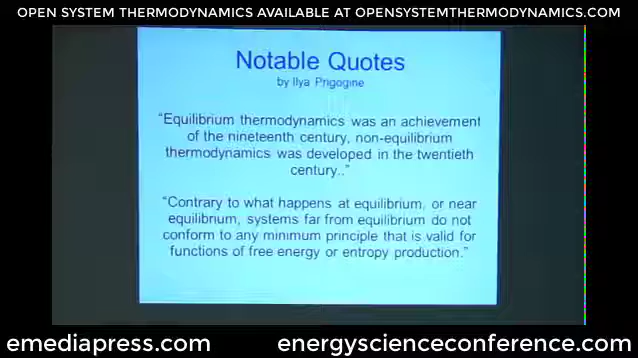 OPEN SYSTEM THERMODYNAMICS AVAILABLE AT OPENSYSTEMTHERMODYNAMICS.COM
Notable Quotes
by Ilya Prigogine
“Equilibrium thermodynamics was an achievement
of the nineteenth century, non-equilibrium
thermodynamics was developed in the twentieth
century..”
“Contrary to what happens at equilibrium, or near
equilibrium, systems far from equilibrium do not
conform to any minimum principle that is valid for
functions of free energy or entropy production.”
emediapress.com energyscienceconference.com